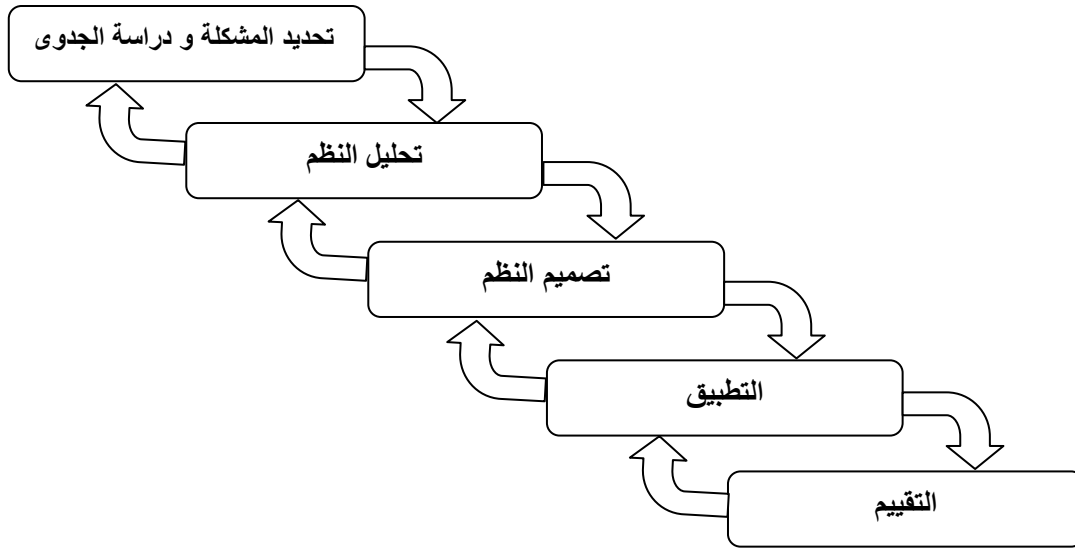 تحديد المشكلة و دراسة الجدوى
تحليل النظم
تصميم النظم
التطبيق
التقييم